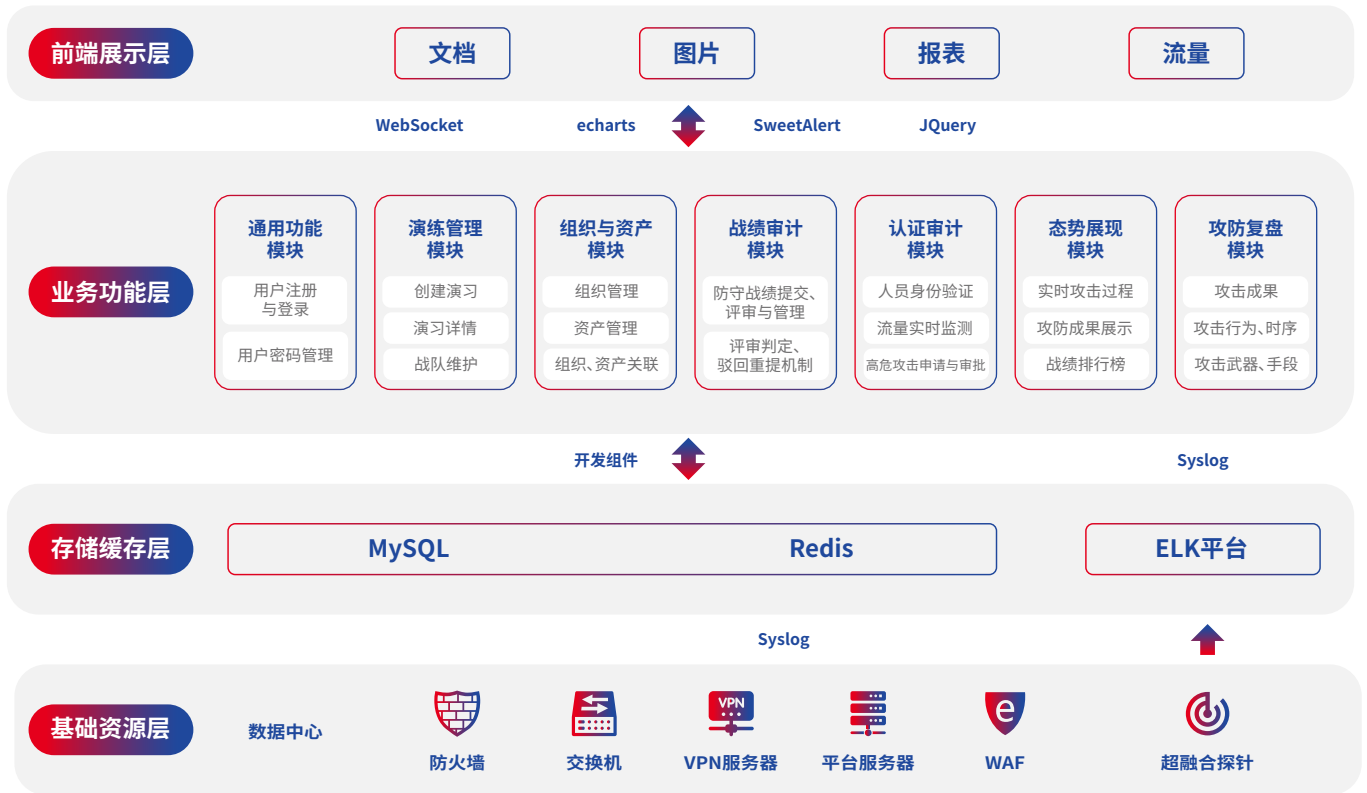 前端展示层
文档
图片
报表
流量
WebSocket
echarts
SweetAlert
JQuery
业务功能层
通用功能
模块
用户注册
与登录
用户密码管理
演练管理
模块
创建演习
演习详情
战队维护
组织与资产
模块
组织管理
资产管理
组织、资产关联
战绩审计
模块
防守战绩提交、
评审与管理
评审判定、
驳回重提机制
认证审计
模块
人员身份验证
流量实时监测
高危攻击申请与审批
态势展现
模块
实时攻击过程
攻防成果展示
战绩排行榜
攻防复盘
模块
攻击成果
攻击行为、时序
攻击武器、手段
开发组件
Syslog
存储缓存层
MySQL
Redis
ELK平台
Syslog
基础资源层
数据中心
防火墙
交换机
VPN
VPN服务器
平台服务器
e
WAF
超融合探针